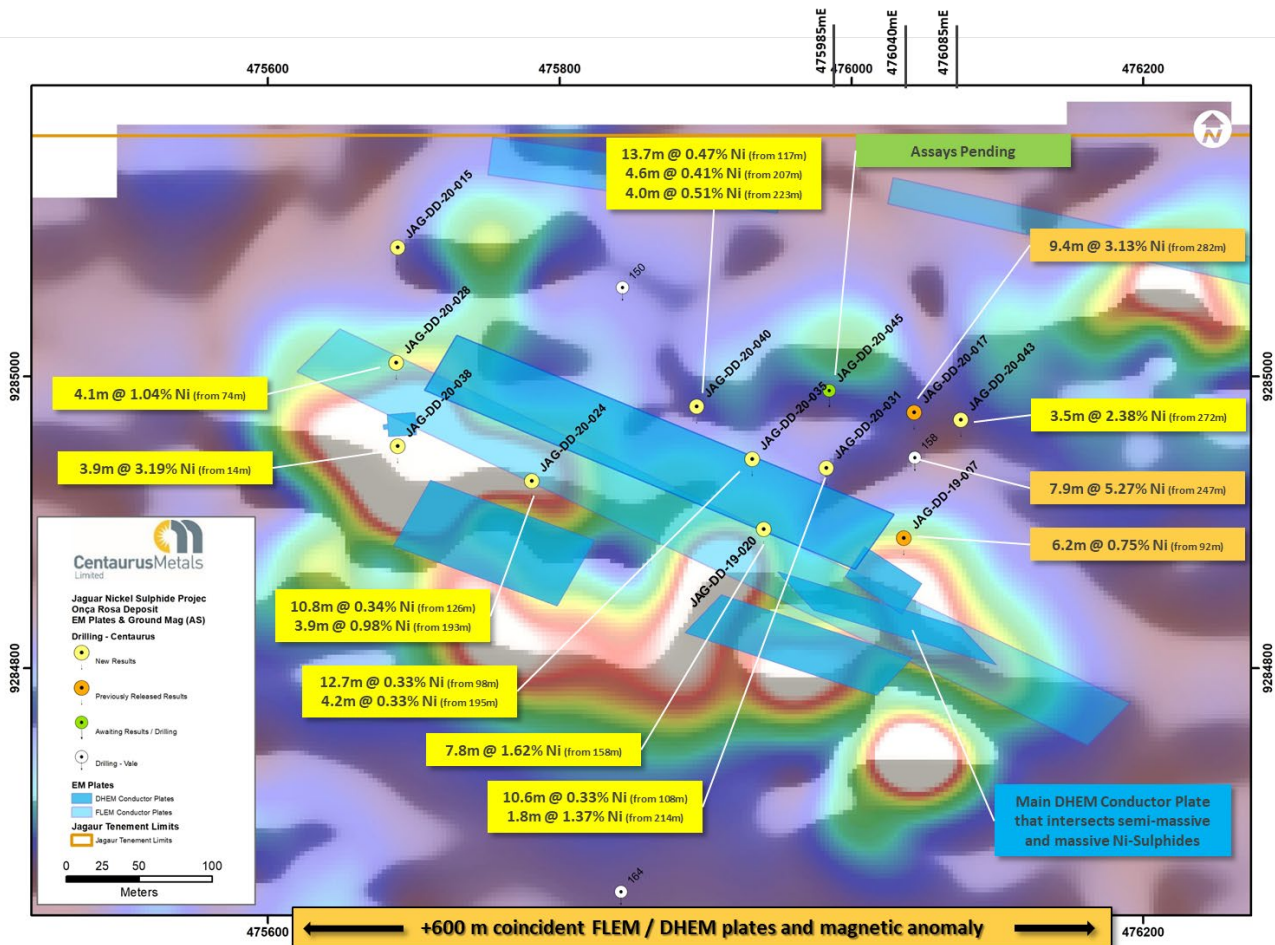 475985mE
476040mE
476085mE
475600
475800
476000
476200
9285000
9284800
9285000
9284800
N
13.7m @ 0.47% Ni (from 117m)
4.6m @ 0.41% Ni (from 207m)
4.0m @ 0.51% Ni (from 223m)
Assays Pending
9.4m @ 3.13% Ni (from 282m)
JAG-DD-20-015
150
JAG-DD-20-028
JAG-DD-20-040
JAG-DD-20-045
JAG-DD-20-017
JAG-DD-20-043
4.1m @ 1.04% Ni (from 74m)
JAG-DD-20-038
JAG-DD-20-024
JAG-DD-20-035
JAG-DD-20-031
158
3.5m @ 2.38% Ni (from 272m)
3.9m @ 3.19% Ni (from 14m)
7.9m @ 5.27% Ni (from 247m)
JAG-DD-19-007
6.2m @ 0.75% Ni (from 92m)
JAG-DD-19-020
10.8m @ 0.34% Ni (from 126m)
3.9m @ 0.98% Ni (from 193m)
12.7m @ 0.33% Ni (from 98m)
4.2m @ 0.33% Ni (from 195m)
7.8m @ 1.62% Ni (from 158m)
10.6m @ 0.33% Ni (from 108m)
1.8m @ 1.37% Ni (from 214m)
Main DHEM Conductor Plate
that intersects semi-massive
and massive Ni-Sulphides
164
CentaurusMetals
Limited
Jaguar Nickel Sulphide Projec
Onça Rosa Deposit
EM Plates & Ground Mag (AS)
Drilling - Centaurus
New Results
Previously Released Results
Awaiting Results / Drilling
Drilling - Vale
EM Plates
DHEM Conductor Plates
FLEM Conductor Plates
Jagaur Tenement Limits
Jaguar Tenement Limits
0 25 50 100
Meters
475600
+600 m coincident FLEM / DHEM plates and magnetic anomaly
476200